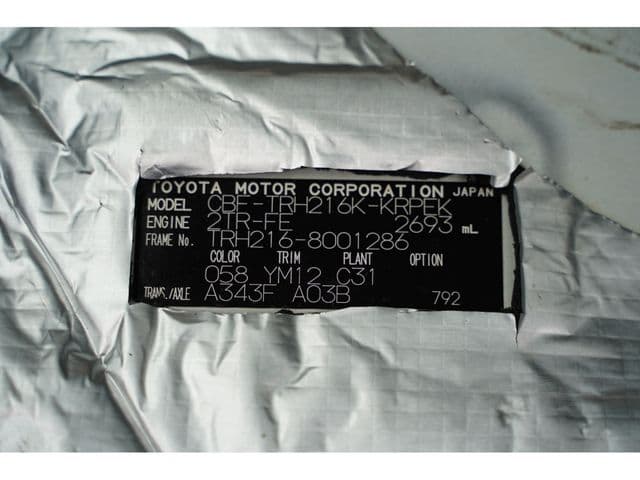 TOYOTA MOTOR CORPORATION JAPAN
MODEL CBF-TRH216K-KRPEK
ENGINE 2TR-FE 2693 mL
FRAME No. TRH216-8001286
COLOR TRIM PLANT OPTION
058 YM12 C31
TRANS./AXLE A343F A03B 792